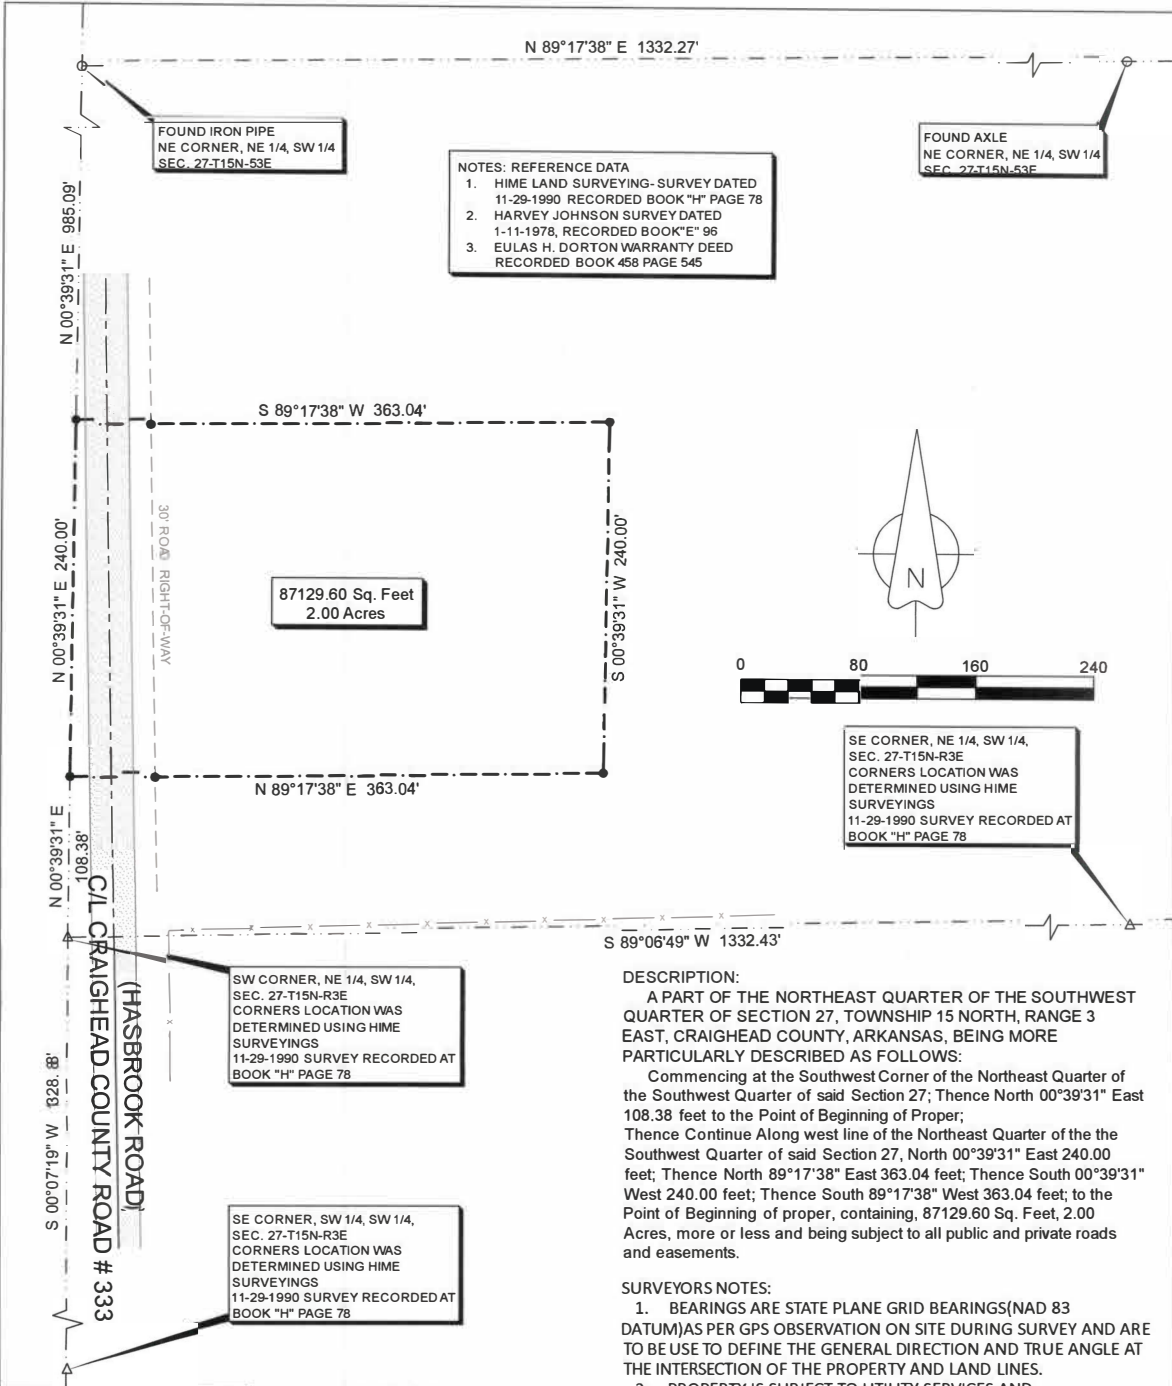 N 89°17'38" E 1332.27'
FOUND IRON PIPE
NE CORNER, NE 1/4, SW 1/4
SEC. 27-T15N-53E
FOUND AXLE
NE CORNER, NE 1/4, SW 1/4
SEC. 27-T15N-53E
NOTES: REFERENCE DATA
1. HIME LAND SURVEYING- SURVEY DATED
11-29-1990 RECORDED BOOK "H" PAGE 78
2. HARVEY JOHNSON SURVEY DATED
1-11-1978, RECORDED BOOK"E" 96
3. EULAS H. DORTON WARRANTY DEED
RECORDED BOOK 458 PAGE 545
N 00°39'31" E 985.09'
S 89°17'38" W 363.04'
N 00°39'31" E 240.00'
30' ROAD RIGHT-OF-WAY
87129.60 Sq. Feet
2.00 Acres
S 00°39'31" W 240.00'
N
0 80 160 240
N 89°17'38" E 363.04'
SE CORNER, NE 1/4, SW 1/4,
SEC. 27-T15N-R3E
CORNERS LOCATION WAS
DETERMINED USING HIME
SURVEYINGS
11-29-1990 SURVEY RECORDED AT
BOOK "H" PAGE 78
N 00°39'31" E
108.38'
S 89°06'49" W 1332.43'
C/L CRAIGHEAD COUNTY ROAD # 333
(HASBROOK ROAD)
SW CORNER, NE 1/4, SW 1/4,
SEC. 27-T15N-R3E
CORNERS LOCATION WAS
DETERMINED USING HIME
SURVEYINGS
11-29-1990 SURVEY RECORDED AT
BOOK "H" PAGE 78
S 00°07'19" W 1328.88'
SE CORNER, SW 1/4, SW 1/4,
SEC. 27-T15N-R3E
CORNERS LOCATION WAS
DETERMINED USING HIME
SURVEYINGS
11-29-1990 SURVEY RECORDED AT
BOOK "H" PAGE 78
DESCRIPTION:
A PART OF THE NORTHEAST QUARTER OF THE SOUTHWEST
QUARTER OF SECTION 27, TOWNSHIP 15 NORTH, RANGE 3
EAST, CRAIGHEAD COUNTY, ARKANSAS, BEING MORE
PARTICULARLY DESCRIBED AS FOLLOWS:
Commencing at the Southwest Corner of the Northeast Quarter of
the Southwest Quarter of said Section 27; Thence North 00°39'31" East
108.38 feet to the Point of Beginning of Proper;
Thence Continue Along west line of the Northeast Quarter of the the
Southwest Quarter of said Section 27, North 00°39'31" East 240.00
feet; Thence North 89°17'38" East 363.04 feet; Thence South 00°39'31"
West 240.00 feet; Thence South 89°17'38" West 363.04 feet; to the
Point of Beginning of proper, containing, 87129.60 Sq. Feet, 2.00
Acres, more or less and being subject to all public and private roads
and easements.
SURVEYORS NOTES:
1. BEARINGS ARE STATE PLANE GRID BEARINGS(NAD 83
DATUM)AS PER GPS OBSERVATION ON SITE DURING SURVEY AND ARE
TO BE USE TO DEFINE THE GENERAL DIRECTION AND TRUE ANGLE AT
THE INTERSECTION OF THE PROPERTY AND LAND LINES.
2. PROPERTY IS SUBJECT TO UTILITY SERVICES AND